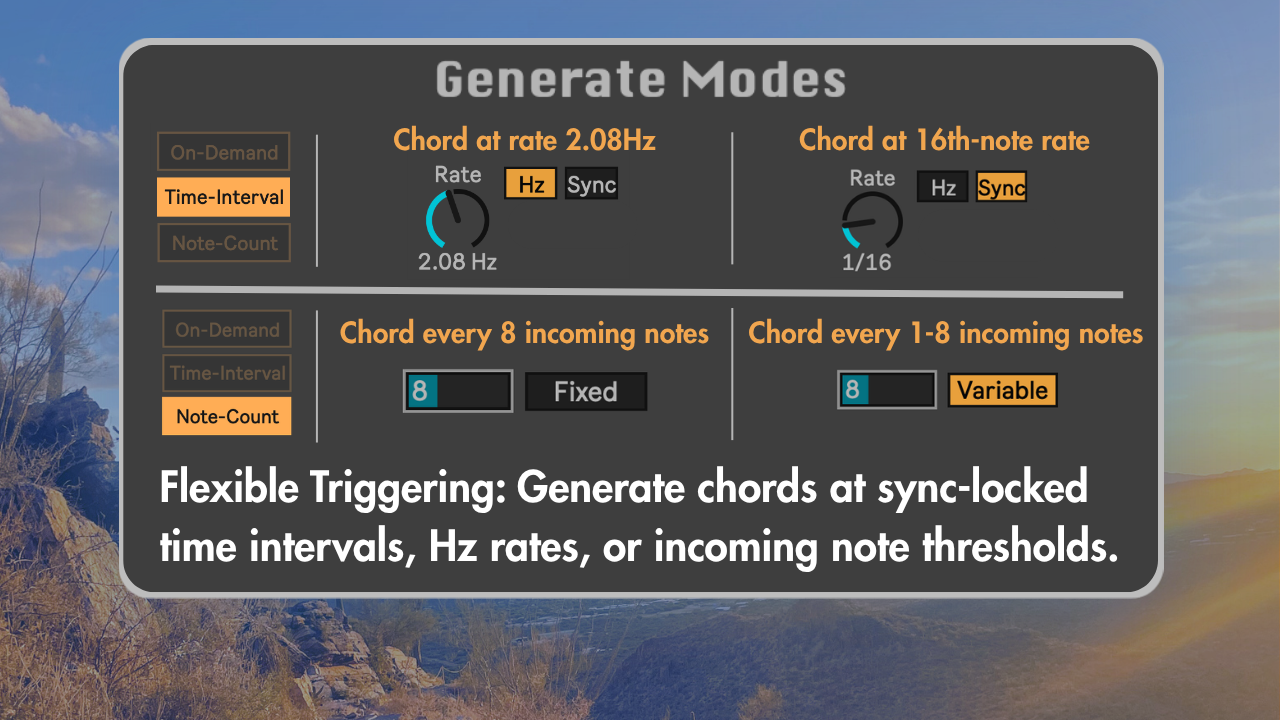 Generate Modes
On-Demand
Time-Interval
Note-Count
Chord at rate 2.08Hz
Rate
Hz
Sync
2.08 Hz
Chord at 16th-note rate
Rate
Hz
Sync
1/16
On-Demand
Time-Interval
Note-Count
Chord every 8 incoming notes
8
Fixed
Chord every 1-8 incoming notes
8
Variable
Flexible Triggering: Generate chords at sync-locked
time intervals, Hz rates, or incoming note thresholds.